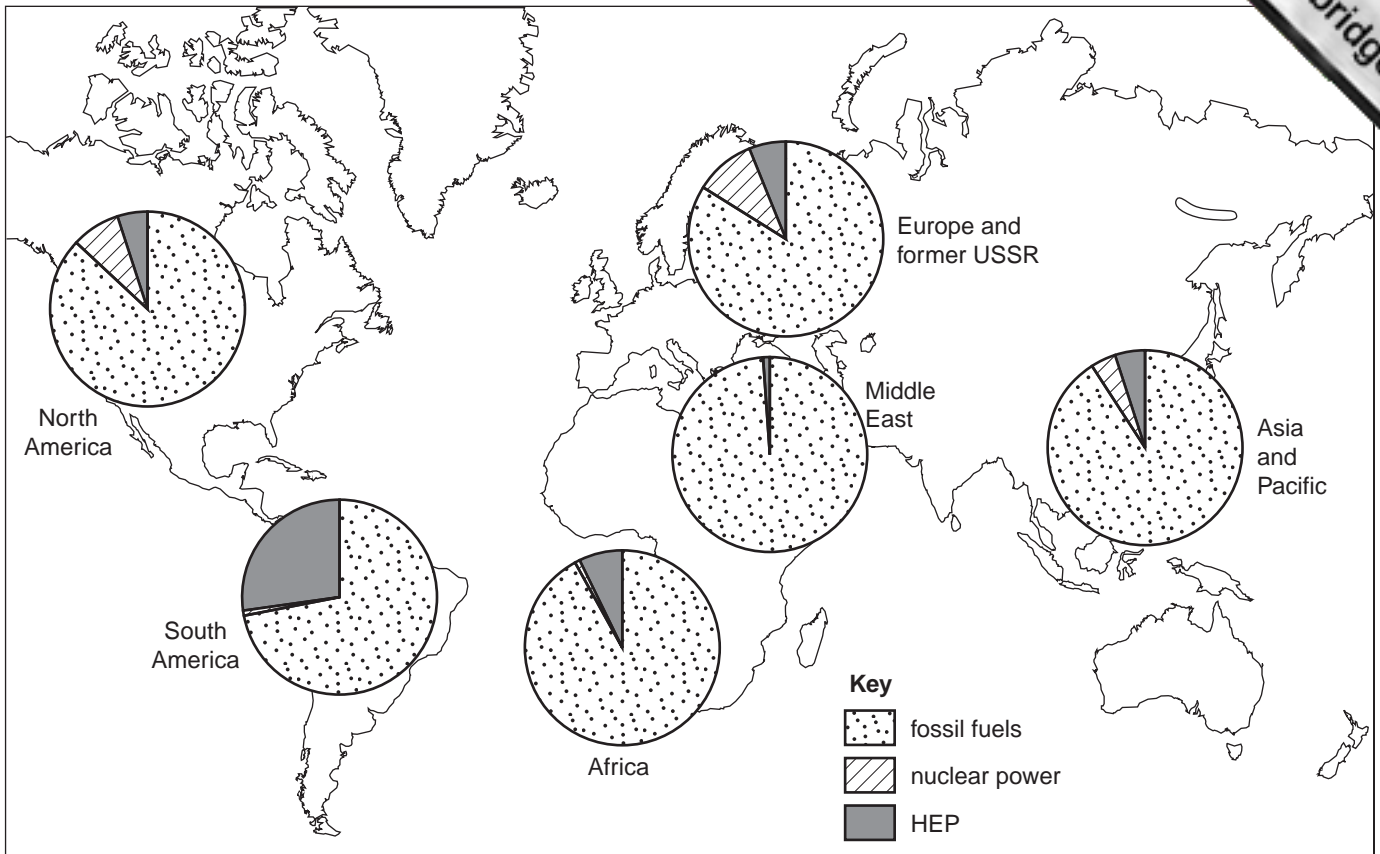 Europe and
former USSR
Middle
East
North
America
Asia
and
Pacific
South
America
Africa
Key
fossil fuels
nuclear power
HEP